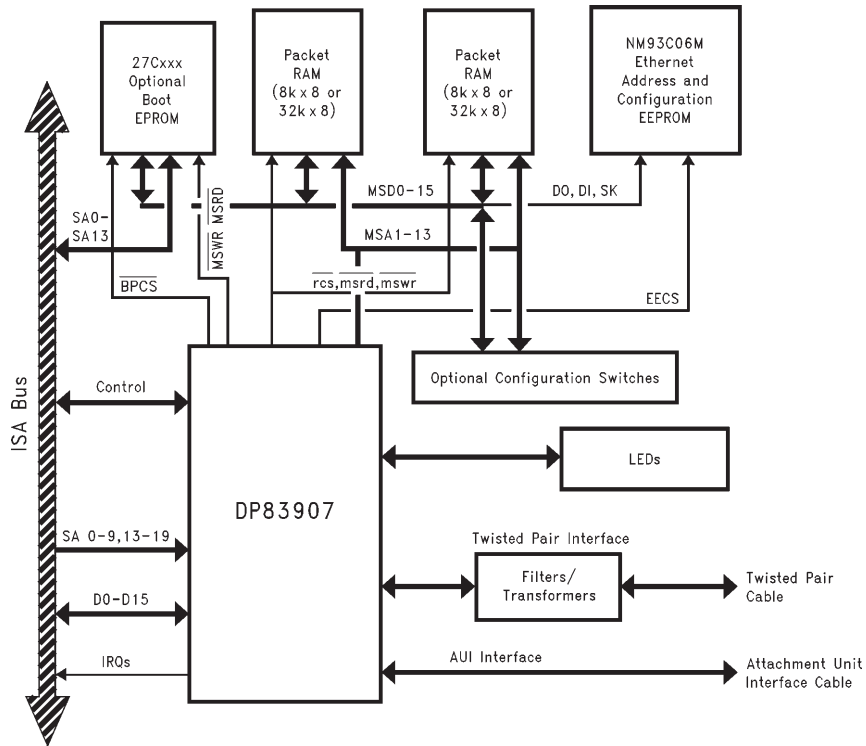 27Cxxx
Optional
Boot
EPROM
Packet
RAM
(8k x 8 or
32k x 8)
Packet
RAM
(8k x 8 or
32k x 8)
NM93C06M
Ethernet
Address and
Configuration
EEPROM
SA0-
SA13
MSWR MSRD
MSD0-15
DO, DI, SK
MSA1-13
BPCS
rcs,msrd,mswr
EECS
Optional Configuration Switches
ISA Bus
Control
LEDs
DP83907
SA 0-9,13-19
Twisted Pair Interface
Filters/
Transformers
Twisted Pair
Cable
D0-D15
IRQs
AUI Interface
Attachment Unit
Interface Cable